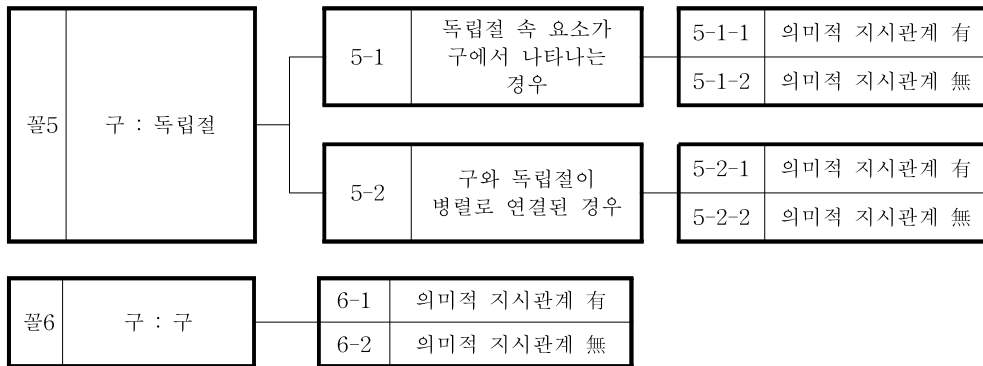 꼴5
구 : 독립절
5-1
독립절 속 요소가
구에서 나타나는
경우
5-1-1
의미적 지시관계 有
5-1-2
의미적 지시관계 無
5-2
구와 독립절이
병렬로 연결된 경우
5-2-1
의미적 지시관계 有
5-2-2
의미적 지시관계 無
꼴6
구 : 구
6-1
의미적 지시관계 有
6-2
의미적 지시관계 無